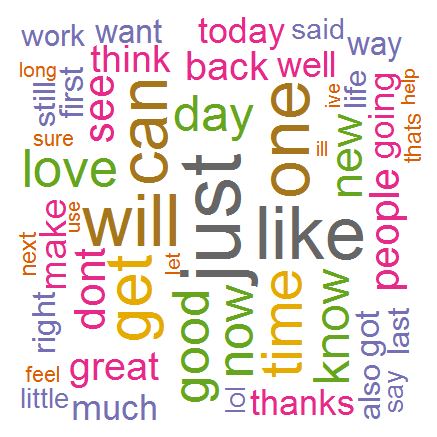 work
want
today
said
way
long
think
back
well
still
first
see
can
day
one
ive
life
help
going
thats
sure
love
just
iii
new
people
will
like
next
use
make
dont
get
let
good
now
time
know
right
great
feel
little
much
lol
thanks
also
got
say
last